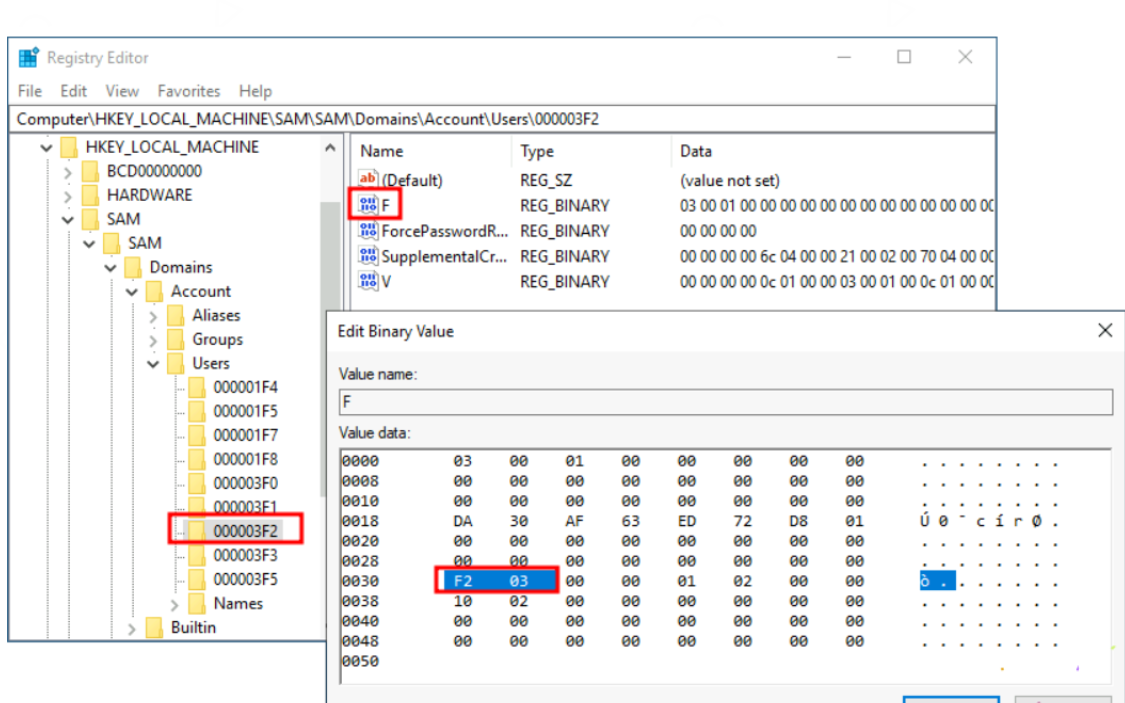 Registry Editor
File Edit View Favorites Help
Computer\HKEY_LOCAL_MACHINE\SAM\SAM\Domains\Account\Users\000003F2
HKEY_LOCAL_MACHINE
BCD00000000
HARDWARE
SAM
SAM
Domains
Account
Aliases
Groups
Users
000001F4
000001F5
000001F7
000001F8
000003F0
000003F1
000003F2
000003F3
000003F5
Names
Builtin
Name Type Data
ab (Default) REG_SZ (value not set)
F REG_BINARY 03 00 01 00 00 00 00 00 00 00 00 00 00 00 00 00
ForcePasswordR... REG_BINARY 00 00 00 00
SupplementalCr... REG_BINARY 00 00 00 00 6c 04 00 00 21 00 02 00 70 04 00 00
V REG_BINARY 00 00 00 00 0c 01 00 00 03 00 01 00 0c 01 00 00
Edit Binary Value
Value name:
F
Value data:
0000 03 00 01 00 00 00 00 00 . . . . . . . .
0008 00 00 00 00 00 00 00 00 . . . . . . . .
0010 00 00 00 00 00 00 00 00 . . . . . . . .
0018 DA 30 AF 63 ED 72 D8 01 Ú 0 ¯ c í r Ø .
0020 00 00 00 00 00 00 00 00 . . . . . . . .
0028 00 00 00 00 00 00 00 00 . . . . . . . .
0030 F2 03 00 00 01 02 00 00 ò . . . . . . .
0038 10 02 00 00 00 00 00 00 . . . . . . . .
0040 00 00 00 00 00 00 00 00 . . . . . . . .
0048 00 00 00 00 00 00 00 00 . . . . . . . .
0050